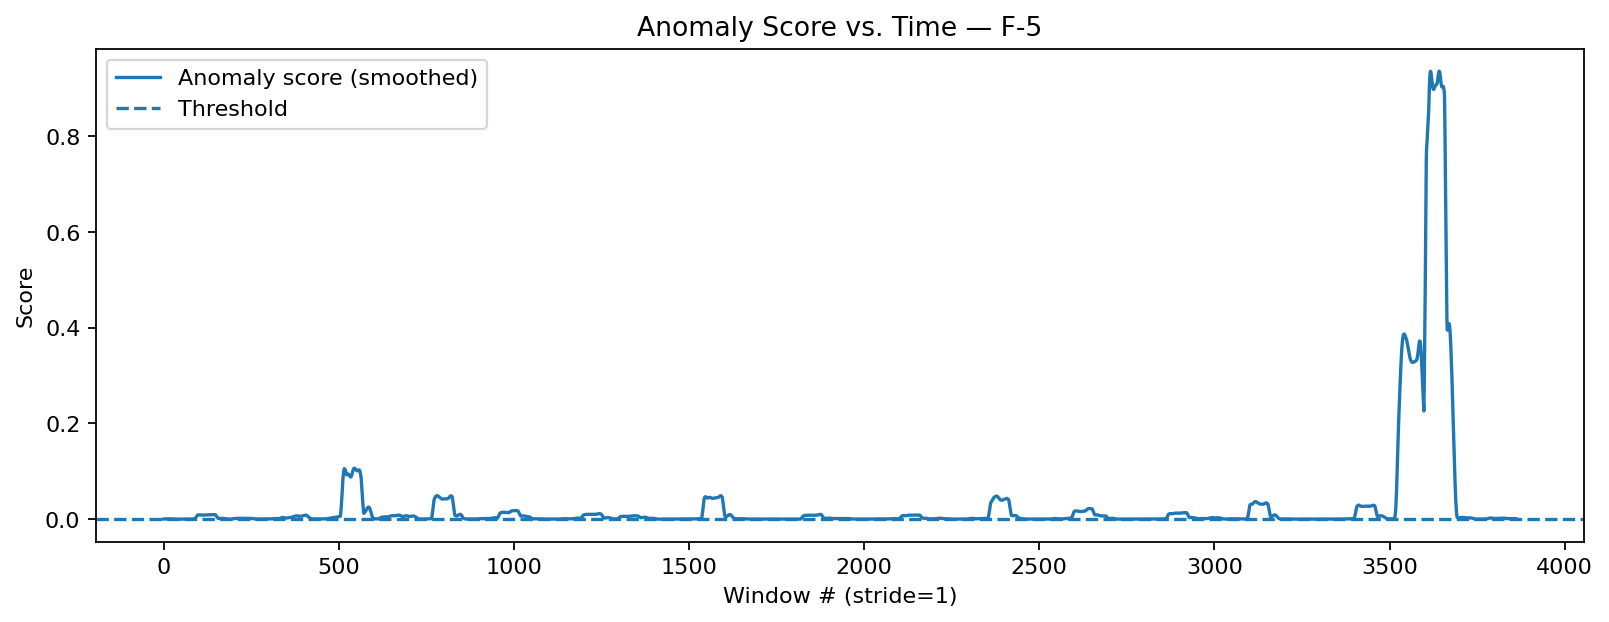 Anomaly Score vs. Time — F-5
Anomaly score (smoothed)
Threshold
Score
0.8
0.6
0.4
0.2
0.0
0 500 1000 1500 2000 2500 3000 3500 4000
Window # (stride=1)